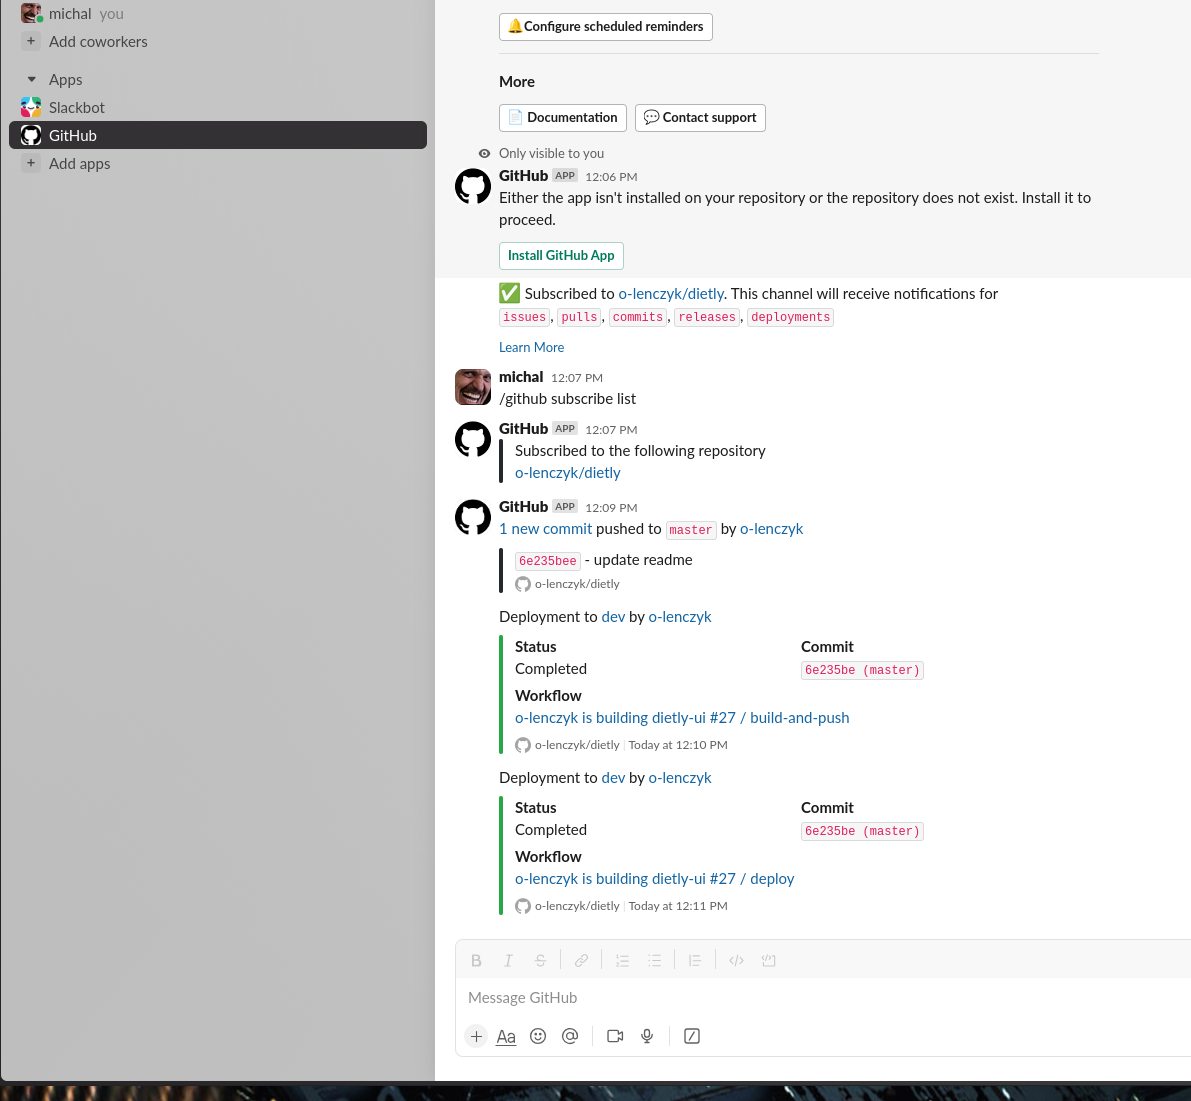 michal you
Add coworkers
Apps
Slackbot
GitHub
Add apps
Configure scheduled reminders
More
Documentation
Contact support
Only visible to you
GitHub APP 12:06 PM
Either the app isn't installed on your repository or the repository does not exist. Install it to
proceed.
Install GitHub App
Subscribed to o-lenczyk/dietly. This channel will receive notifications for
issues, pulls, commits, releases, deployments
Learn More
michal 12:07 PM
/github subscribe list
GitHub APP 12:07 PM
Subscribed to the following repository
o-lenczyk/dietly
GitHub APP 12:09 PM
1 new commit pushed to master by o-lenczyk
6e235bee - update readme
o-lenczyk/dietly
Deployment to dev by o-lenczyk
Status Commit
Completed 6e235be (master)
Workflow
o-lenczyk is building dietly-ui #27 / build-and-push
o-lenczyk/dietly | Today at 12:10 PM
Deployment to dev by o-lenczyk
Status Commit
Completed 6e235be (master)
Workflow
o-lenczyk is building dietly-ui #27 / deploy
o-lenczyk/dietly | Today at 12:11 PM
Message GitHub
Aa